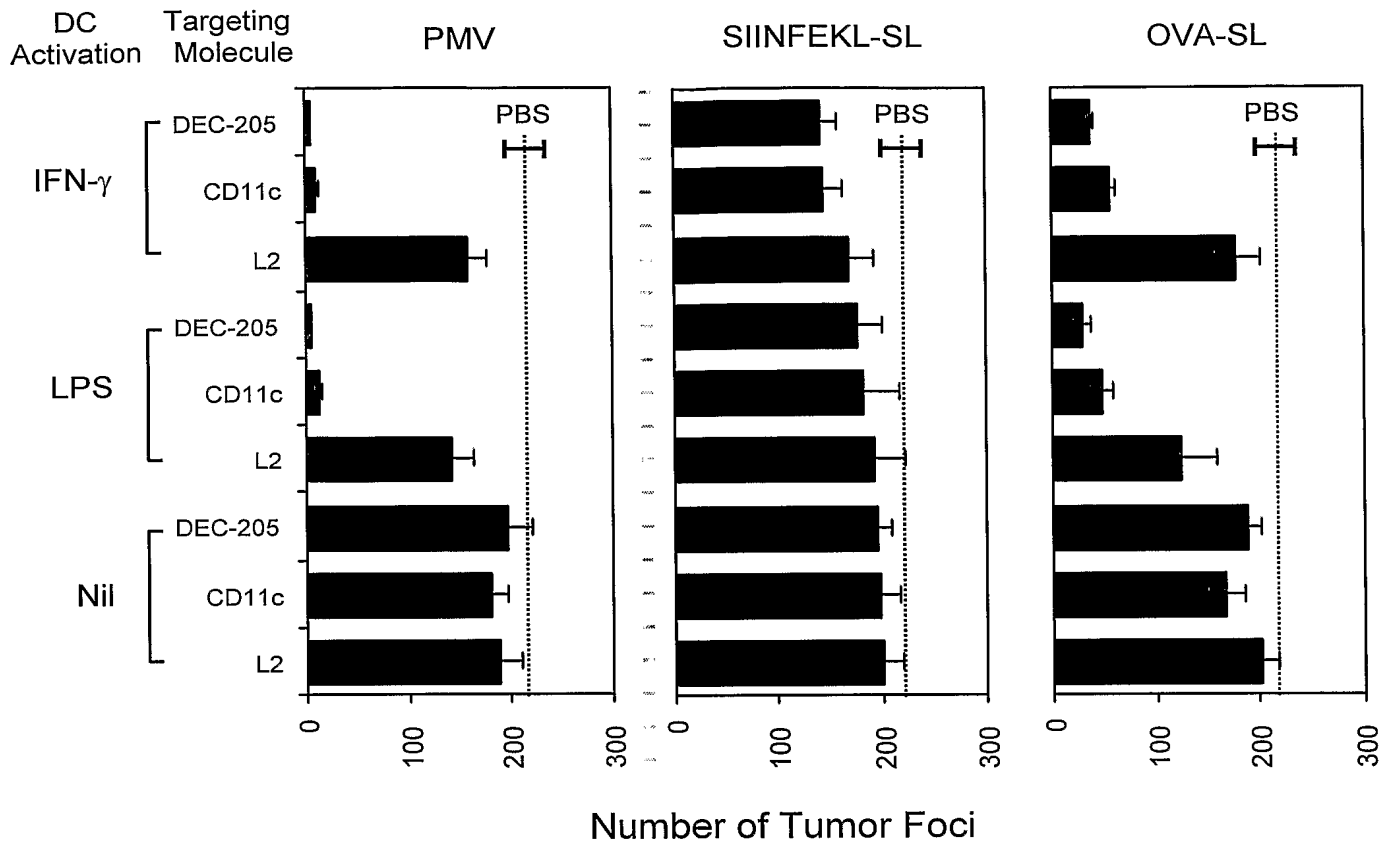 DC Activation
Targeting Molecule
PMV
SIINFEKL-SL
OVA-SL
PBS
PBS
PBS
IFN-γ
DEC-205
CD11c
L2
LPS
DEC-205
CD11c
L2
Nil
DEC-205
CD11c
L2
0 100 200 300
0 100 200 300
0 100 200 300
Number of Tumor Foci